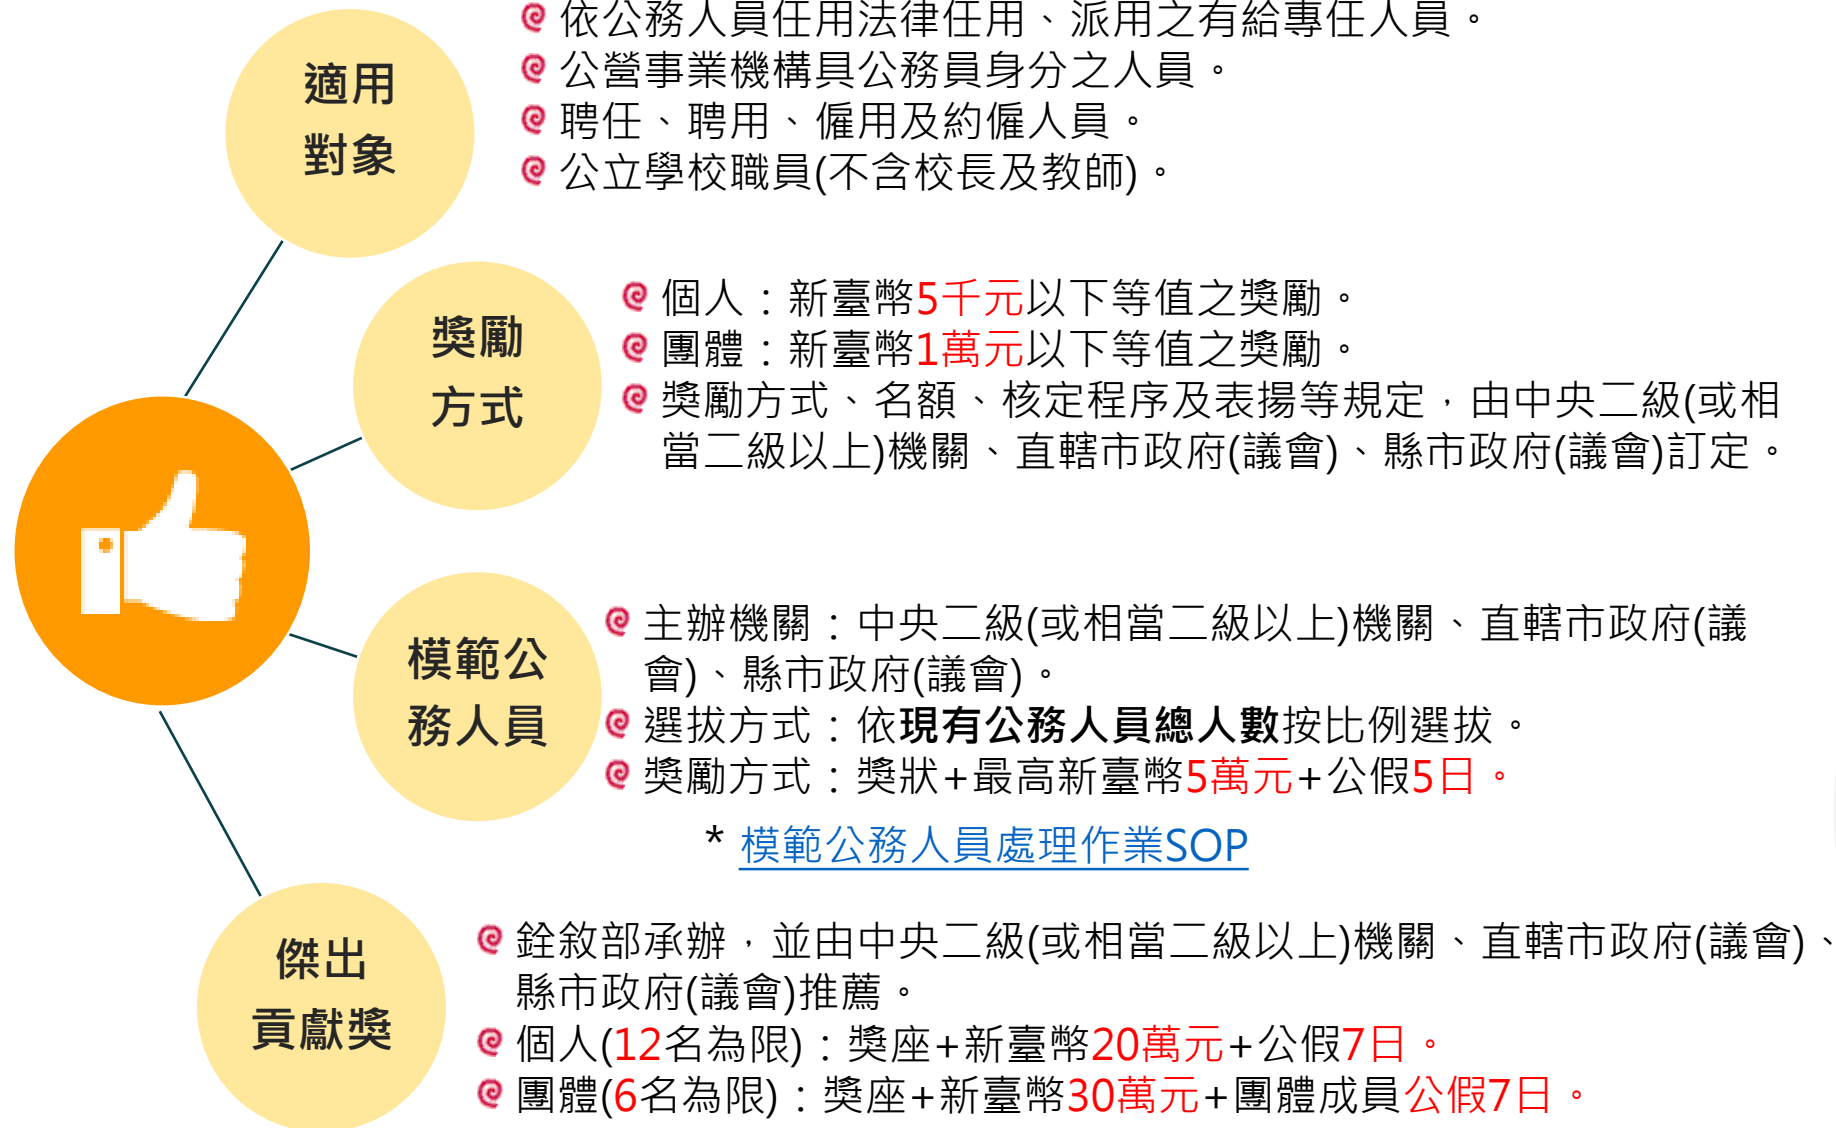 適用
對象
依公務人員任用法律任用、派用之有給專任人員。
公營事業機構具公務員身分之人員。
聘任、聘用、僱用及約僱人員。
公立學校職員(不含校長及教師)。
獎勵
方式
個人：新臺幣5千元以下等值之獎勵。
團體：新臺幣1萬元以下等值之獎勵。
獎勵方式、名額、核定程序及表揚等規定，由中央二級(或相
當二級以上)機關、直轄市政府(議會)、縣市政府(議會)訂定。
模範公
務人員
主辦機關：中央二級(或相當二級以上)機關、直轄市政府(議
會)、縣市政府(議會)。
選拔方式：依現有公務人員總人數按比例選拔。
獎勵方式：獎狀+最高新臺幣5萬元+公假5日。
* 模範公務人員處理作業SOP
傑出
貢獻獎
銓敘部承辦，並由中央二級(或相當二級以上)機關、直轄市政府(議會)、
縣市政府(議會)推薦。
個人(12名為限)：獎座+新臺幣20萬元+公假7日。
團體(6名為限)：獎座+新臺幣30萬元+團體成員公假7日。